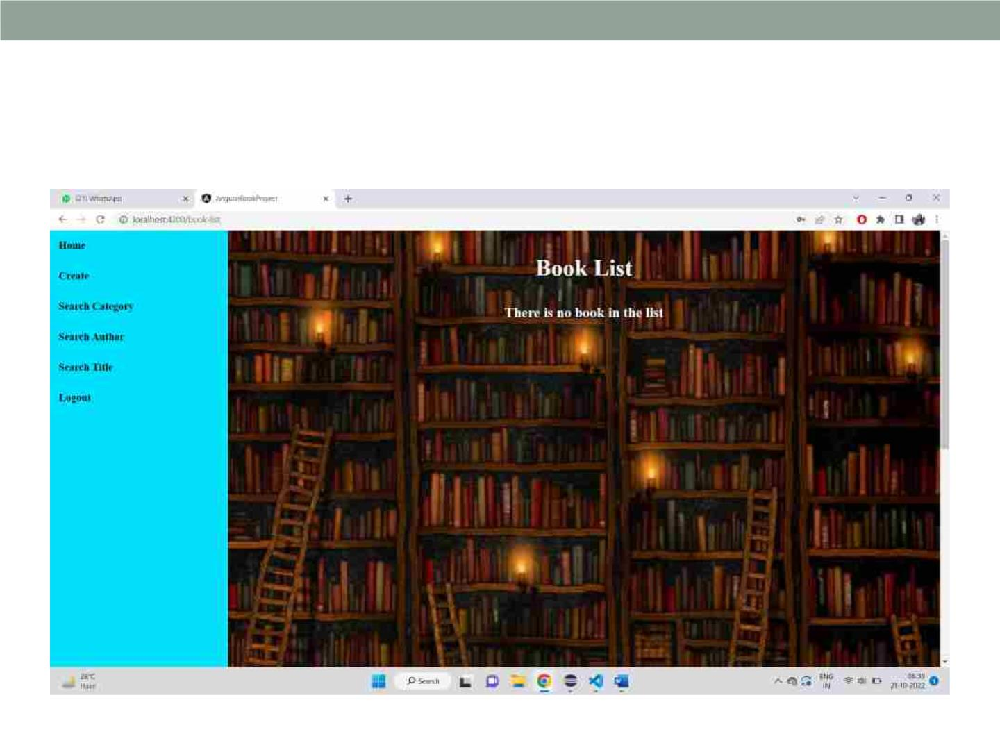 (21) WhatsApp
AngularBookProject
localhost:4200/book-list
Home
Create
Search Category
Search Author
Search Title
Logout
Book List
There is no book in the list
28°C
Haze
Search
ENG
IN
06:39
21-10-2022